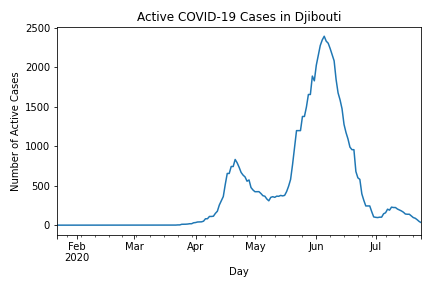 Active COVID-19 Cases in Djibouti
Number of Active Cases
2500
2000
1500
1000
500
0
Feb Mar Apr May Jun Jul
2020
Day